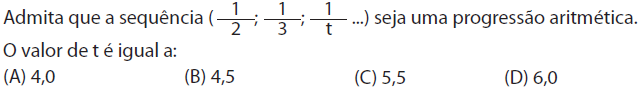 Admita que a sequência ( 1/2 ; 1/3 ; 1/t ...) seja uma progressão aritmética.
O valor de t é igual a:
(A) 4,0 (B) 4,5 (C) 5,5 (D) 6,0